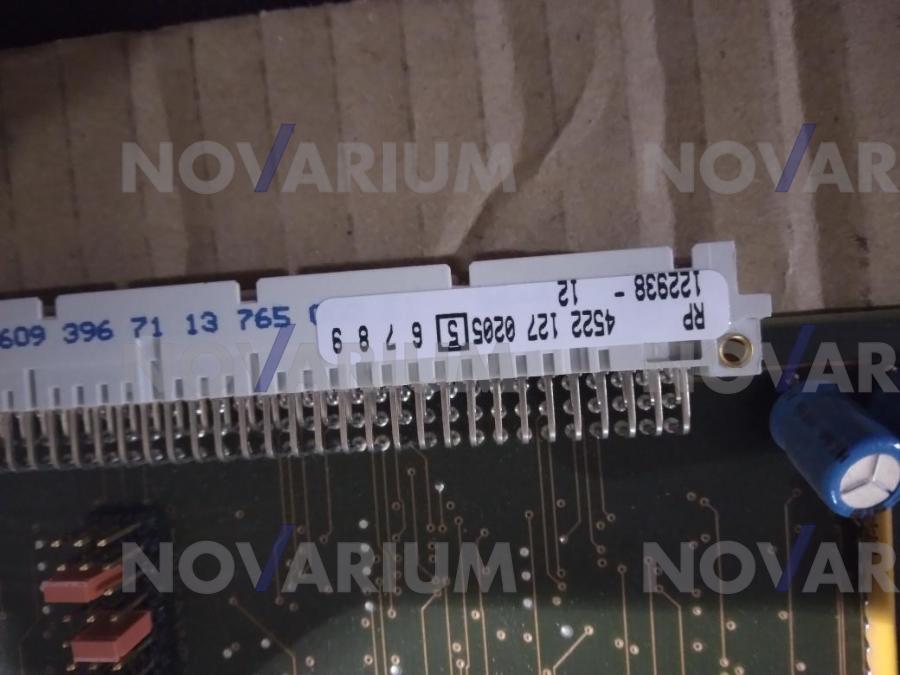 NOVARIUM NOVAR
609 396 71 13 765
RP 4522 127 0205 5 6 7 8 9
122938 - 12
NOVARIUM NOVAR
NOVARIUM NOVAR